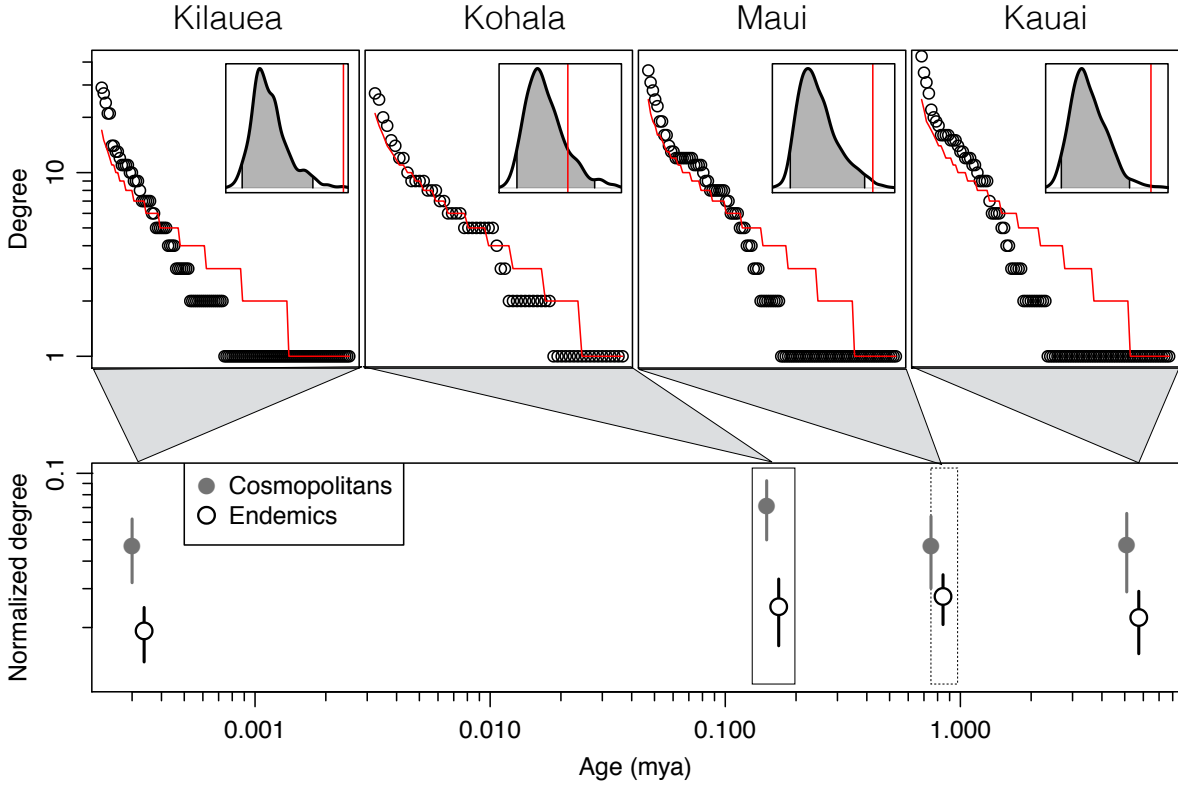 Kilauea
Kohala
Maui
Kauai
Degree
10
1
Normalized degree
0.1
Cosmopolitans
Endemics
0.001
0.010
0.100
1.000
Age (mya)